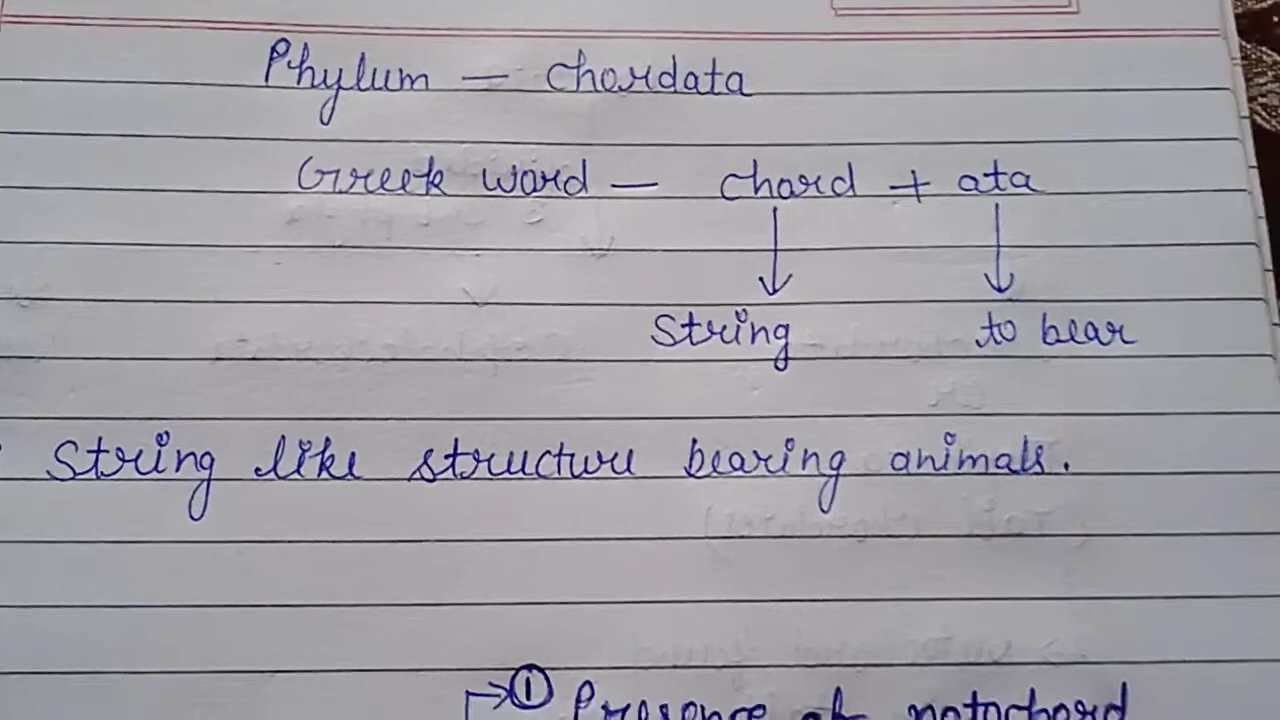 Phylum — chordata
Greek word — chord + ata
String to bear
String like structure bearing animals.
→ ① Presence of notochord